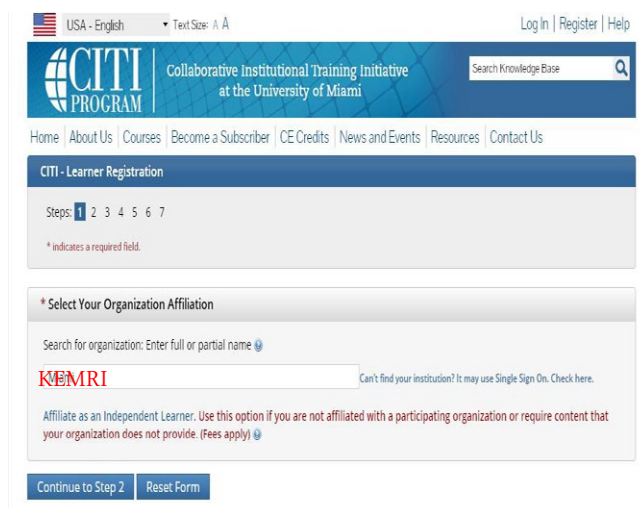 USA - English Text Size: A A Log In | Register | Help
CITI PROGRAM
Collaborative Institutional Training Initiative
at the University of Miami
Search Knowledge Base
Home | About Us | Courses | Become a Subscriber | CE Credits | News and Events | Resources | Contact Us
CITI - Learner Registration
Steps: 1 2 3 4 5 6 7
* indicates a required field.
* Select Your Organization Affiliation
Search for organization: Enter full or partial name
KEMRI
Can't find your institution? It may use Single Sign On. Check here.
Affiliate as an Independent Learner. Use this option if you are not affiliated with a participating organization or require content that
your organization does not provide. (Fees apply)
Continue to Step 2 Reset Form